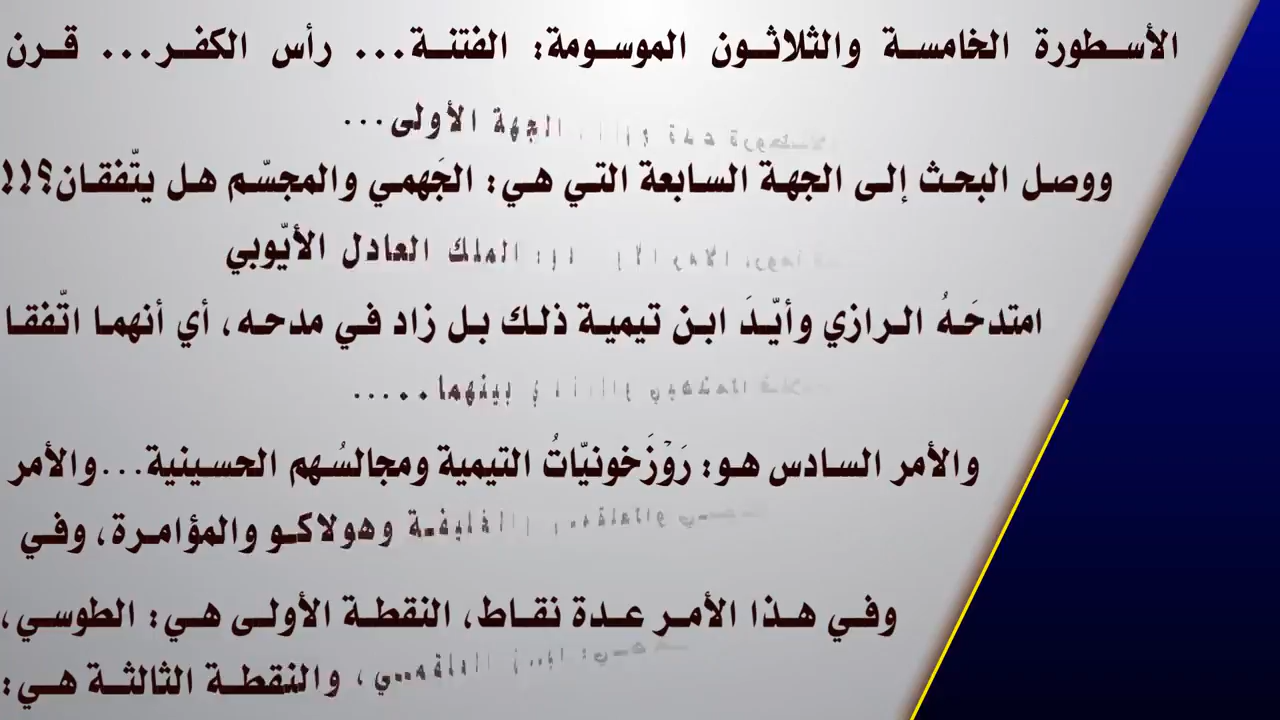 الأسطورة الخامسة والثلاثون الموسومة: الفتنة... رأس الكفر... قرن
الجهة الأولى...
ووصل البحث إلى الجهة السابعة التي هي: الجَهمي والمجسّم هل يتّفقان؟!!
الملك العادل الأيّوبي
امتدحَهُ الرازي وأيّدَ ابن تيمية ذلك بل زاد في مدحه، أي أنهما اتّفقا
بينهما.....
والأمر السادس هو: رَوْزَخونيّاتُ التيمية ومجالسُهم الحسينية...والأمر
الخليفة وهولاكو والمؤامرة، وفي
وفي هذا الأمر عدة نقاط، النقطة الأولى هي: الطوسي،
والنقطة الثالثة هي: